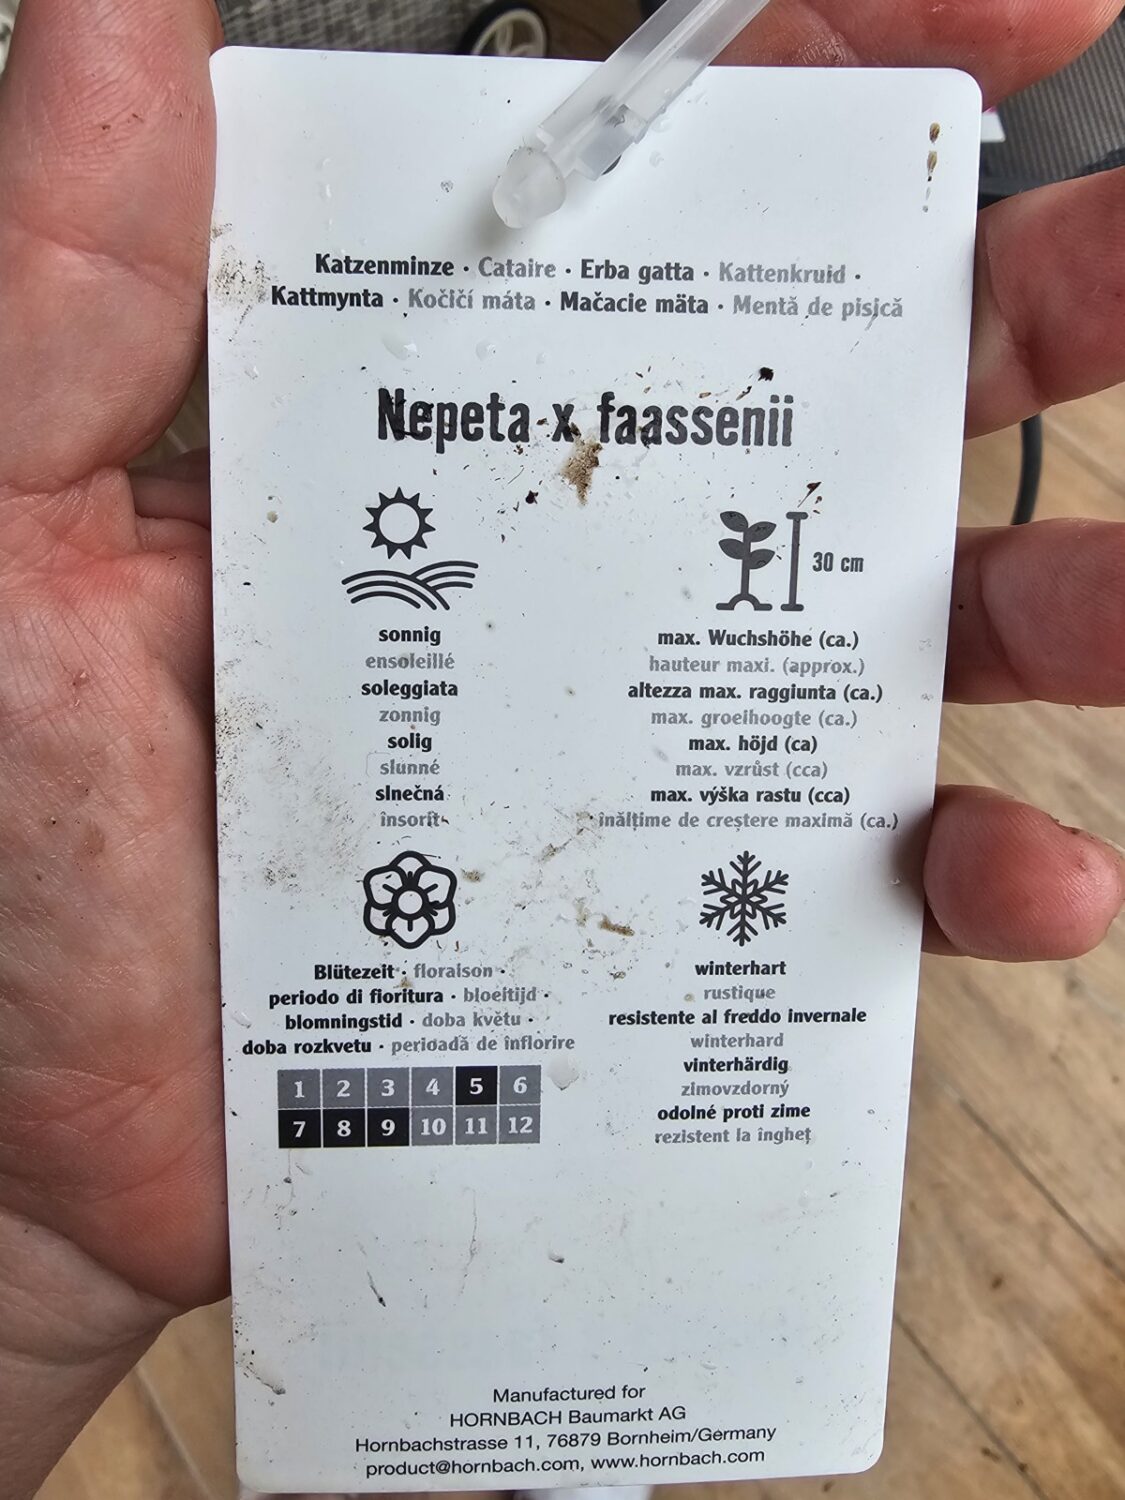 Katzenminze · Cataire · Erba gatta · Kattenkruid ·
Kattmynta · Kočičí máta · Mačacie mäta · Mentă de pisică
Nepeta x faassenii
30 cm
sonnig
ensoleillé
soleggiata
zonnig
solig
slunné
slnečná
însorit
max. Wuchshöhe (ca.)
hauteur maxi. (approx.)
altezza max. raggiunta (ca.)
max. groeihoogte (ca.)
max. höjd (ca)
max. vzrůst (cca)
max. výška rastu (cca)
înălțime de creștere maximă (ca.)
Blütezeit · floraison ·
periodo di fioritura · bloeitijd ·
blomningstid · doba květu ·
doba rozkvetu · perioadă de înflorire
1 2 3 4 5 6
7 8 9 10 11 12
winterhart
rustique
resistente al freddo invernale
winterhard
vinterhärdig
zimovzdorný
odolné proti zime
rezistent la îngheț
Manufactured for
HORNBACH Baumarkt AG
Hornbachstrasse 11, 76879 Bornheim/Germany
product@hornbach.com, www.hornbach.com